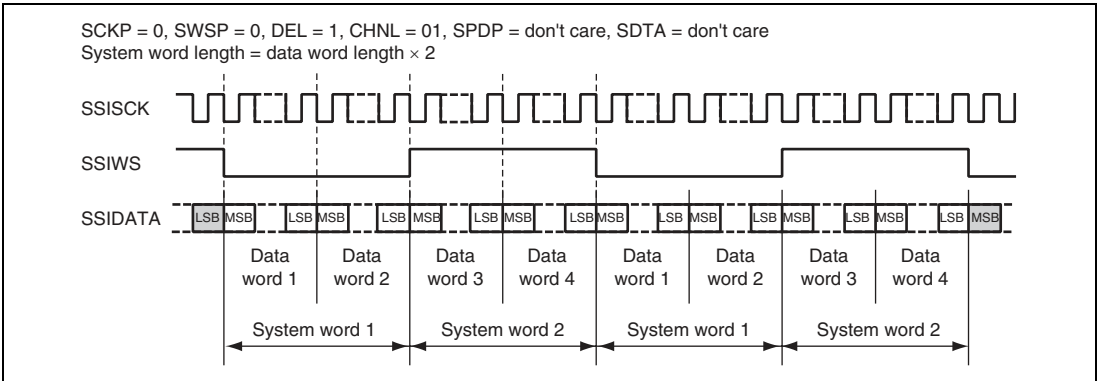 SCKP = 0, SWSP = 0, DEL = 1, CHNL = 01, SPDP = don't care, SDTA = don't care
System word length = data word length × 2
SSISCK
SSIWS
SSIDATA
LSB MSB LSB MSB LSB MSB LSB MSB LSB MSB LSB MSB LSB MSB LSB MSB LSB MSB
Data word 1 Data word 2 Data word 3 Data word 4 Data word 1 Data word 2 Data word 3 Data word 4
System word 1 System word 2 System word 1 System word 2